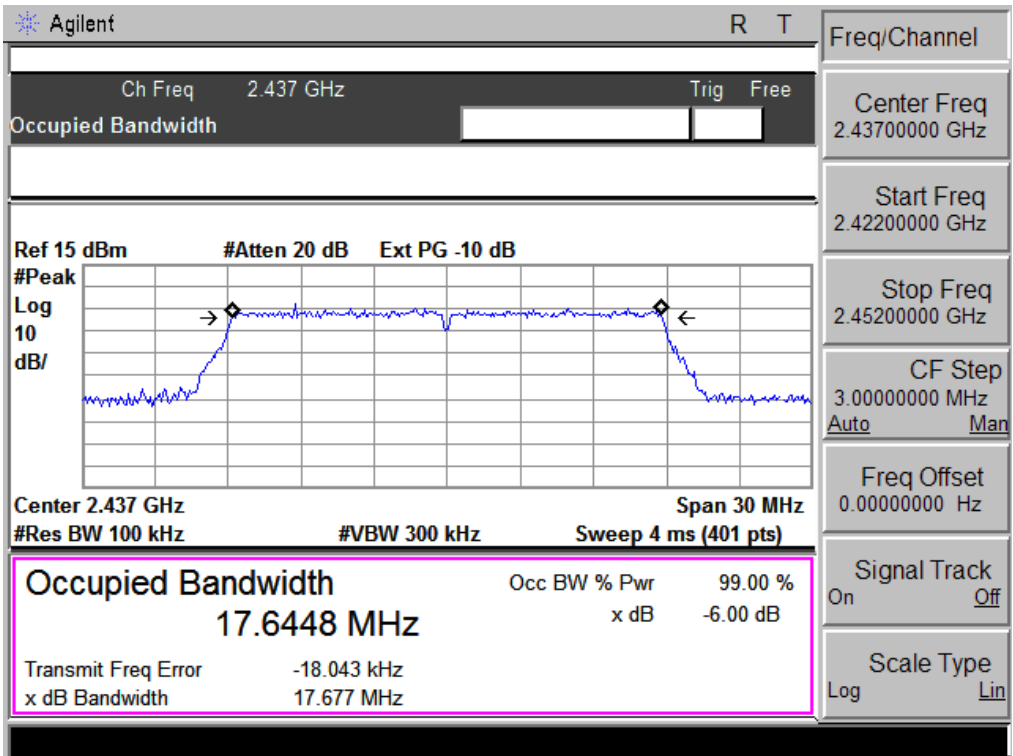 Agilent R T
Ch Freq 2.437 GHz Trig Free
Occupied Bandwidth
Ref 15 dBm #Atten 20 dB Ext PG -10 dB
#Peak
Log
10
dB/
Center 2.437 GHz Span 30 MHz
#Res BW 100 kHz #VBW 300 kHz Sweep 4 ms (401 pts)
Occupied Bandwidth
17.6448 MHz
Occ BW % Pwr 99.00 %
x dB -6.00 dB
Transmit Freq Error -18.043 kHz
x dB Bandwidth 17.677 MHz
Freq/Channel
Center Freq
2.43700000 GHz
Start Freq
2.42200000 GHz
Stop Freq
2.45200000 GHz
CF Step
3.00000000 MHz
Auto Man
Freq Offset
0.00000000 Hz
Signal Track
On Off
Scale Type
Log Lin